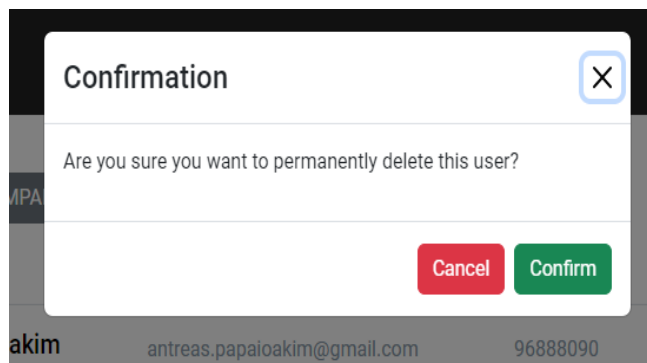 Confirmation
Are you sure you want to permanently delete this user?
MPA
Cancel Confirm
akim antreas.papaioakim@gmail.com 96888090